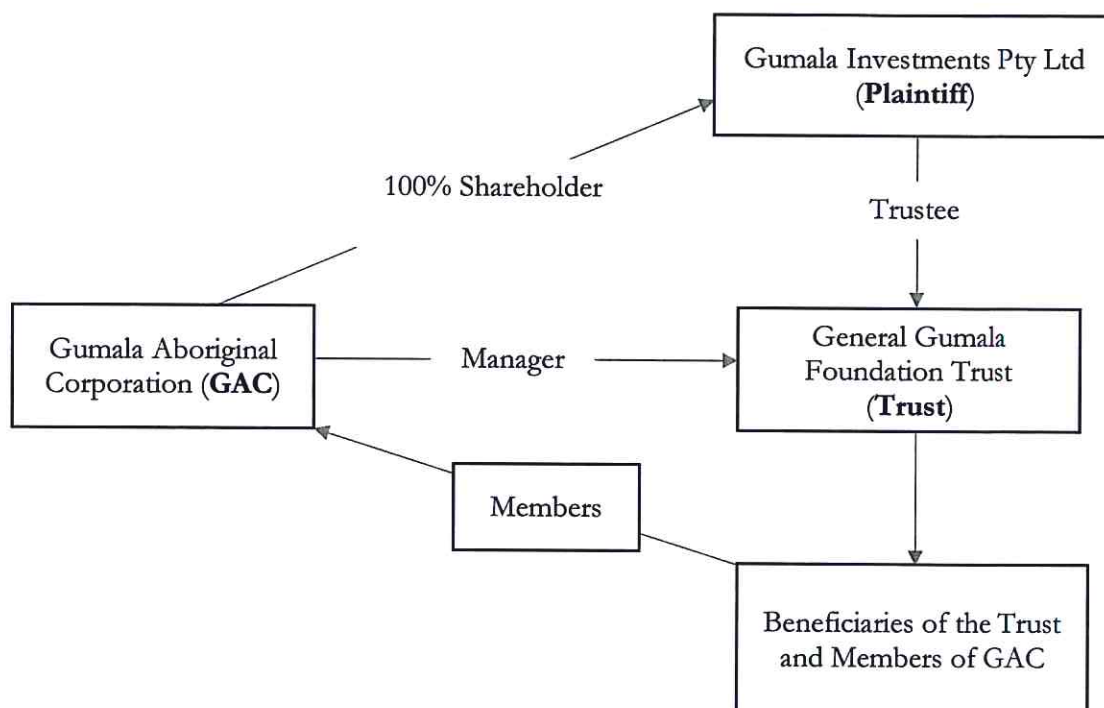 Gumala Investments Pty Ltd
(Plaintiff)
100% Shareholder
Trustee
Gumala Aboriginal
Corporation (GAC)
Manager
General Gumala
Foundation Trust
(Trust)
Members
Beneficiaries of the Trust
and Members of GAC